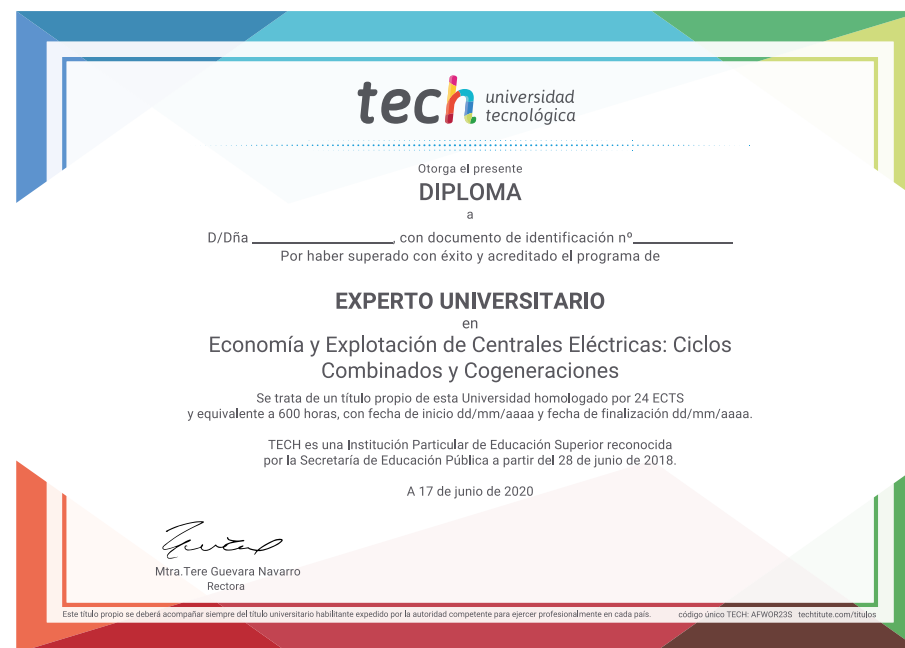 tech universidad
tecnológica
Otorga el presente
DIPLOMA
a
D/Dña ________________, con documento de identificación nº____________
Por haber superado con éxito y acreditado el programa de
EXPERTO UNIVERSITARIO
en
Economía y Explotación de Centrales Eléctricas: Ciclos
Combinados y Cogeneraciones
Se trata de un título propio de esta Universidad homologado por 24 ECTS
y equivalente a 600 horas, con fecha de inicio dd/mm/aaaa y fecha de finalización dd/mm/aaaa.
TECH es una Institución Particular de Educación Superior reconocida
por la Secretaría de Educación Pública a partir del 28 de junio de 2018.
A 17 de junio de 2020
Mtra.Tere Guevara Navarro
Rectora
Este título propio se deberá acompañar siempre del título universitario habilitante expedido por la autoridad competente para ejercer profesionalmente en cada país. código único TECH: AFWOR23S techtitute.com/titulos